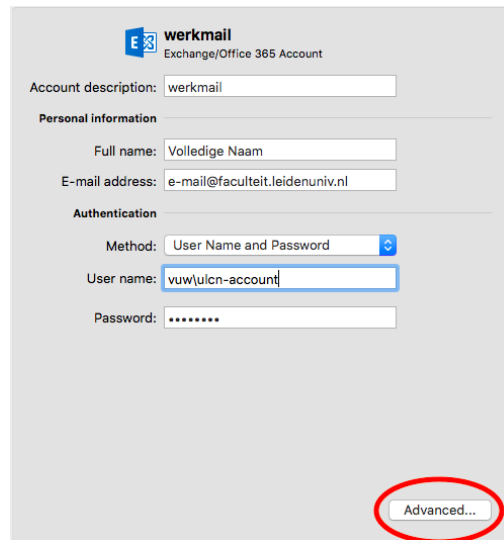 E
werkmail
Exchange/Office 365 Account
Account description: werkmail
Personal information
Full name: Volledige Naam
E-mail address: e-mail@faculteit.leidenuniv.nl
Authentication
Method: User Name and Password
User name: vuw\ulcn-account
Password: ••••••••
Advanced...